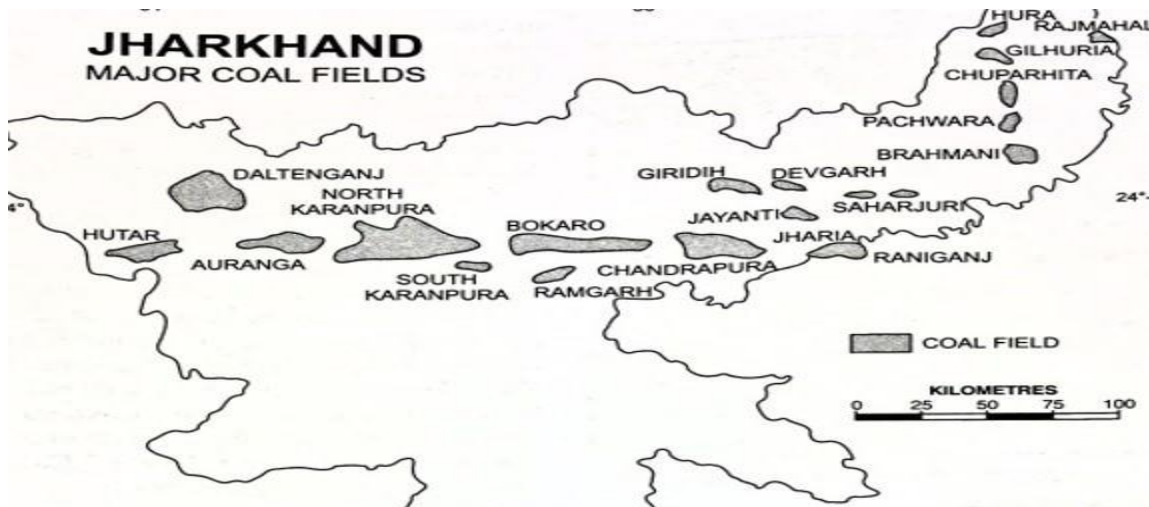 HURA
RAJMAHAL
JHARKHAND
MAJOR COAL FIELDS
GILHURIA
CHUPARHITA
PACHWARA
BRAHMANI
DALTENGANJ
GIRIDIH
DEVGARH
NORTH
KARANPURA
24°
JAYANTI
SAHARJURI
HUTAR
BOKARO
JHARIA
AURANGA
RANIGANJ
CHANDRAPURA
SOUTH
KARANPURA
RAMGARH
COAL FIELD
KILOMETRES
0 25 50 75 100